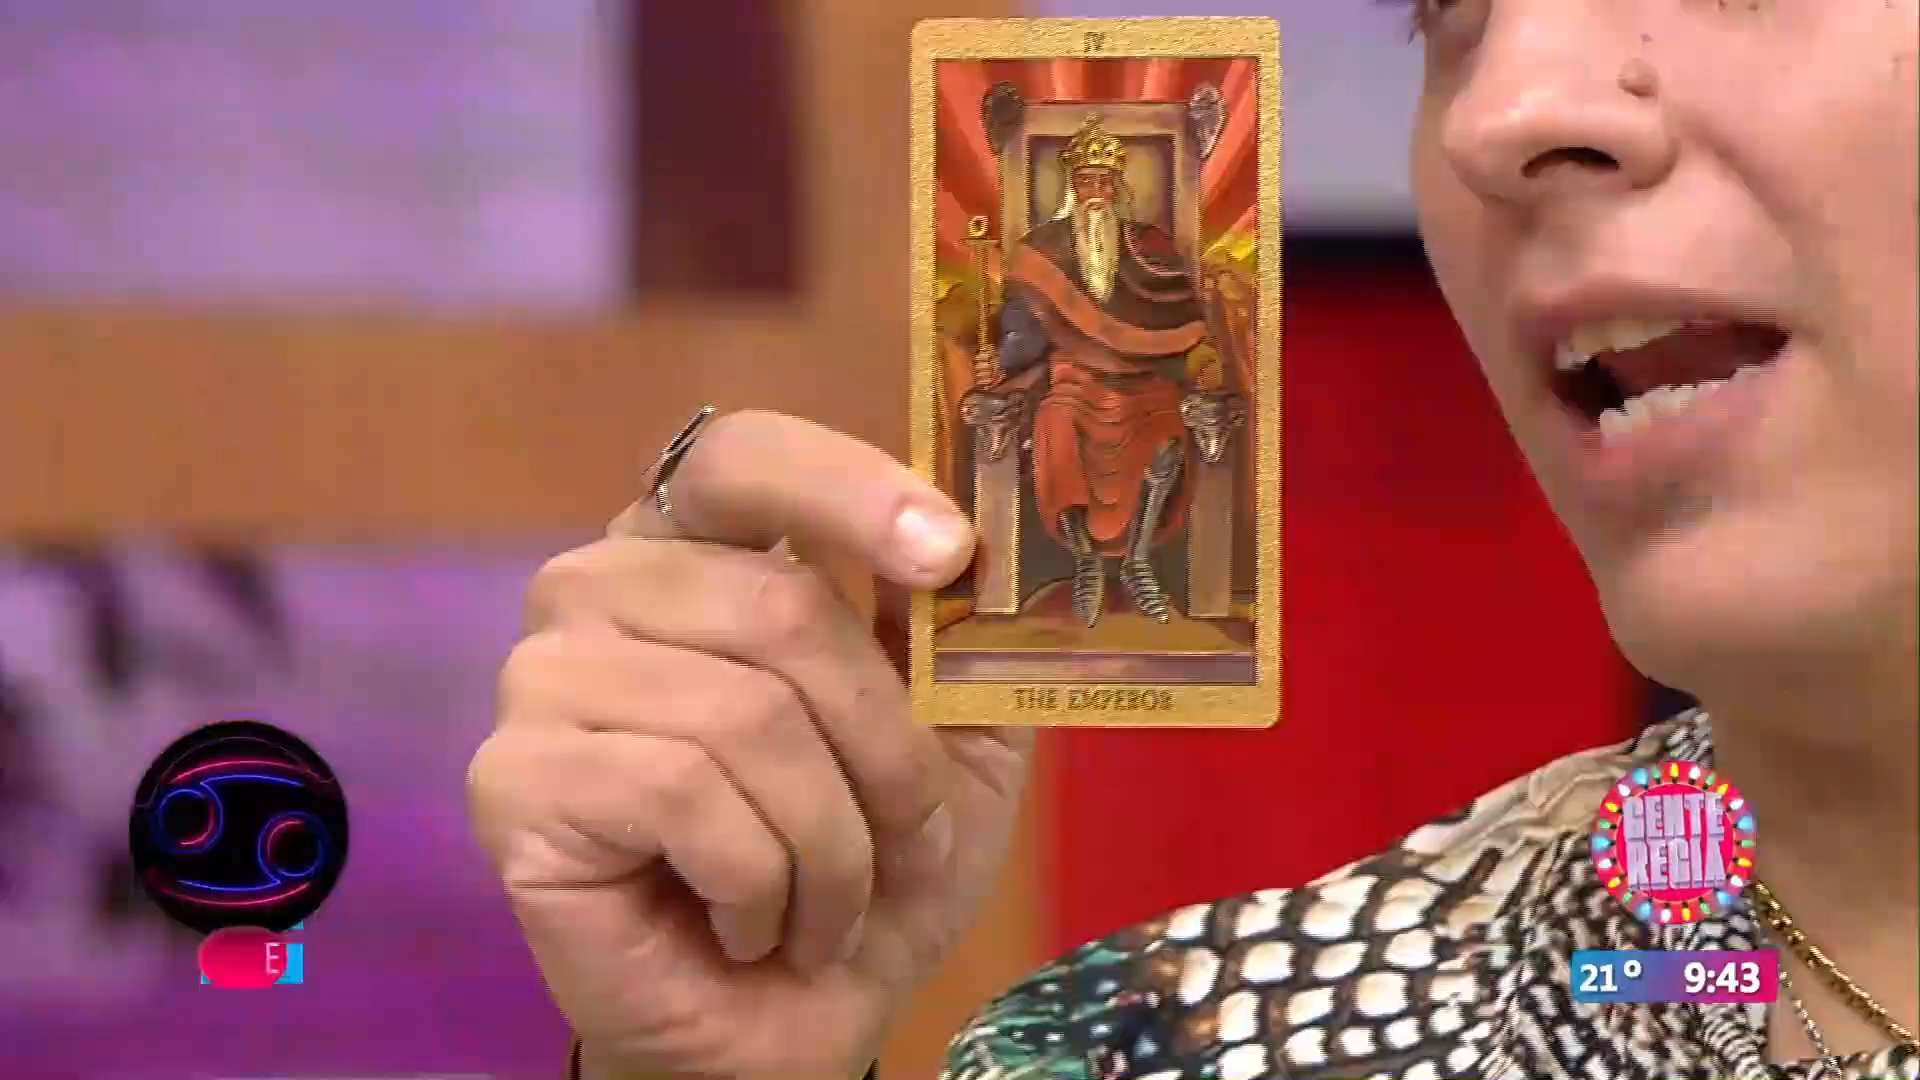 IV
THE EMPEROR
E
GENTE
REGIA
21° 9:43